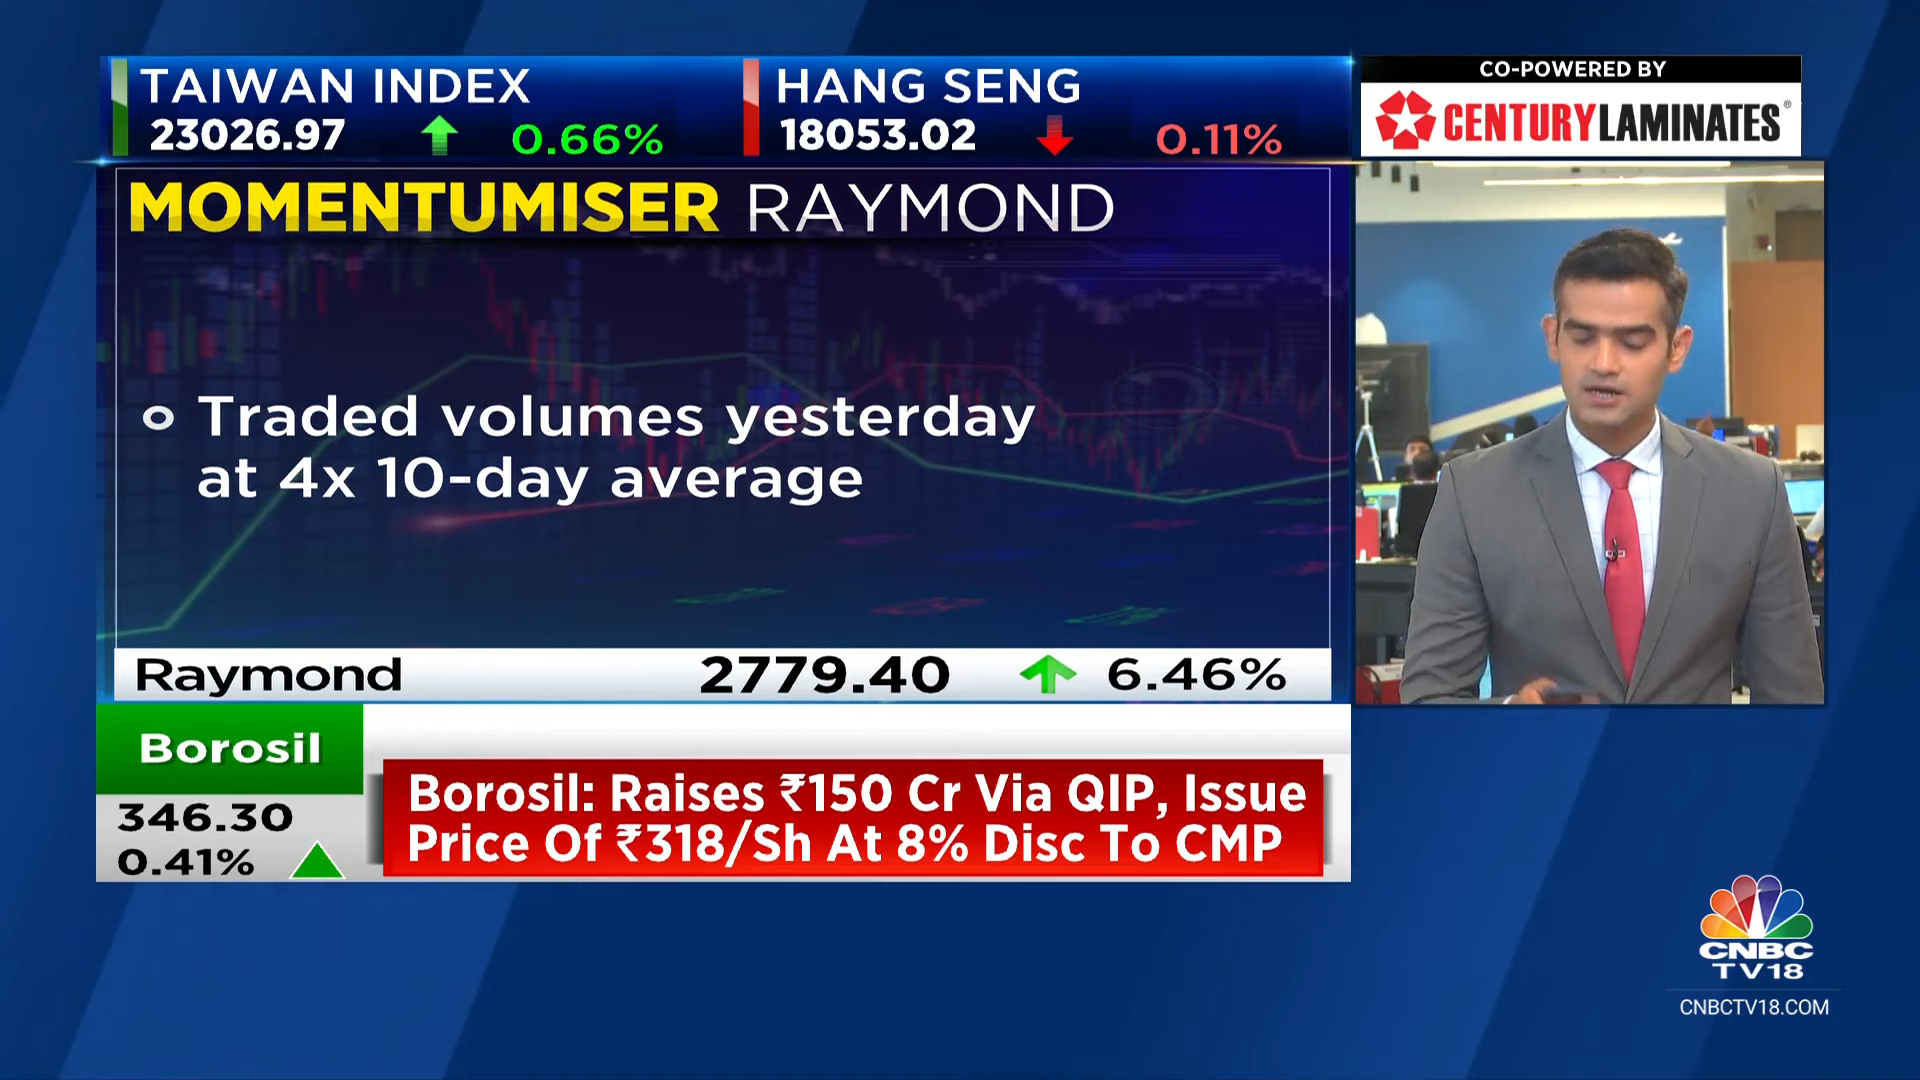 TAIWAN INDEX
23026.97 0.66%
HANG SENG
18053.02 0.11%
CO-POWERED BY
CENTURYLAMINATES®
MOMENTUMISER RAYMOND
o Traded volumes yesterday
at 4x 10-day average
Raymond 2779.40 6.46%
Borosil
346.30
0.41%
Borosil: Raises ₹150 Cr Via QIP, Issue
Price Of ₹318/Sh At 8% Disc To CMP
CNBC
TV18
CNBCTV18.COM